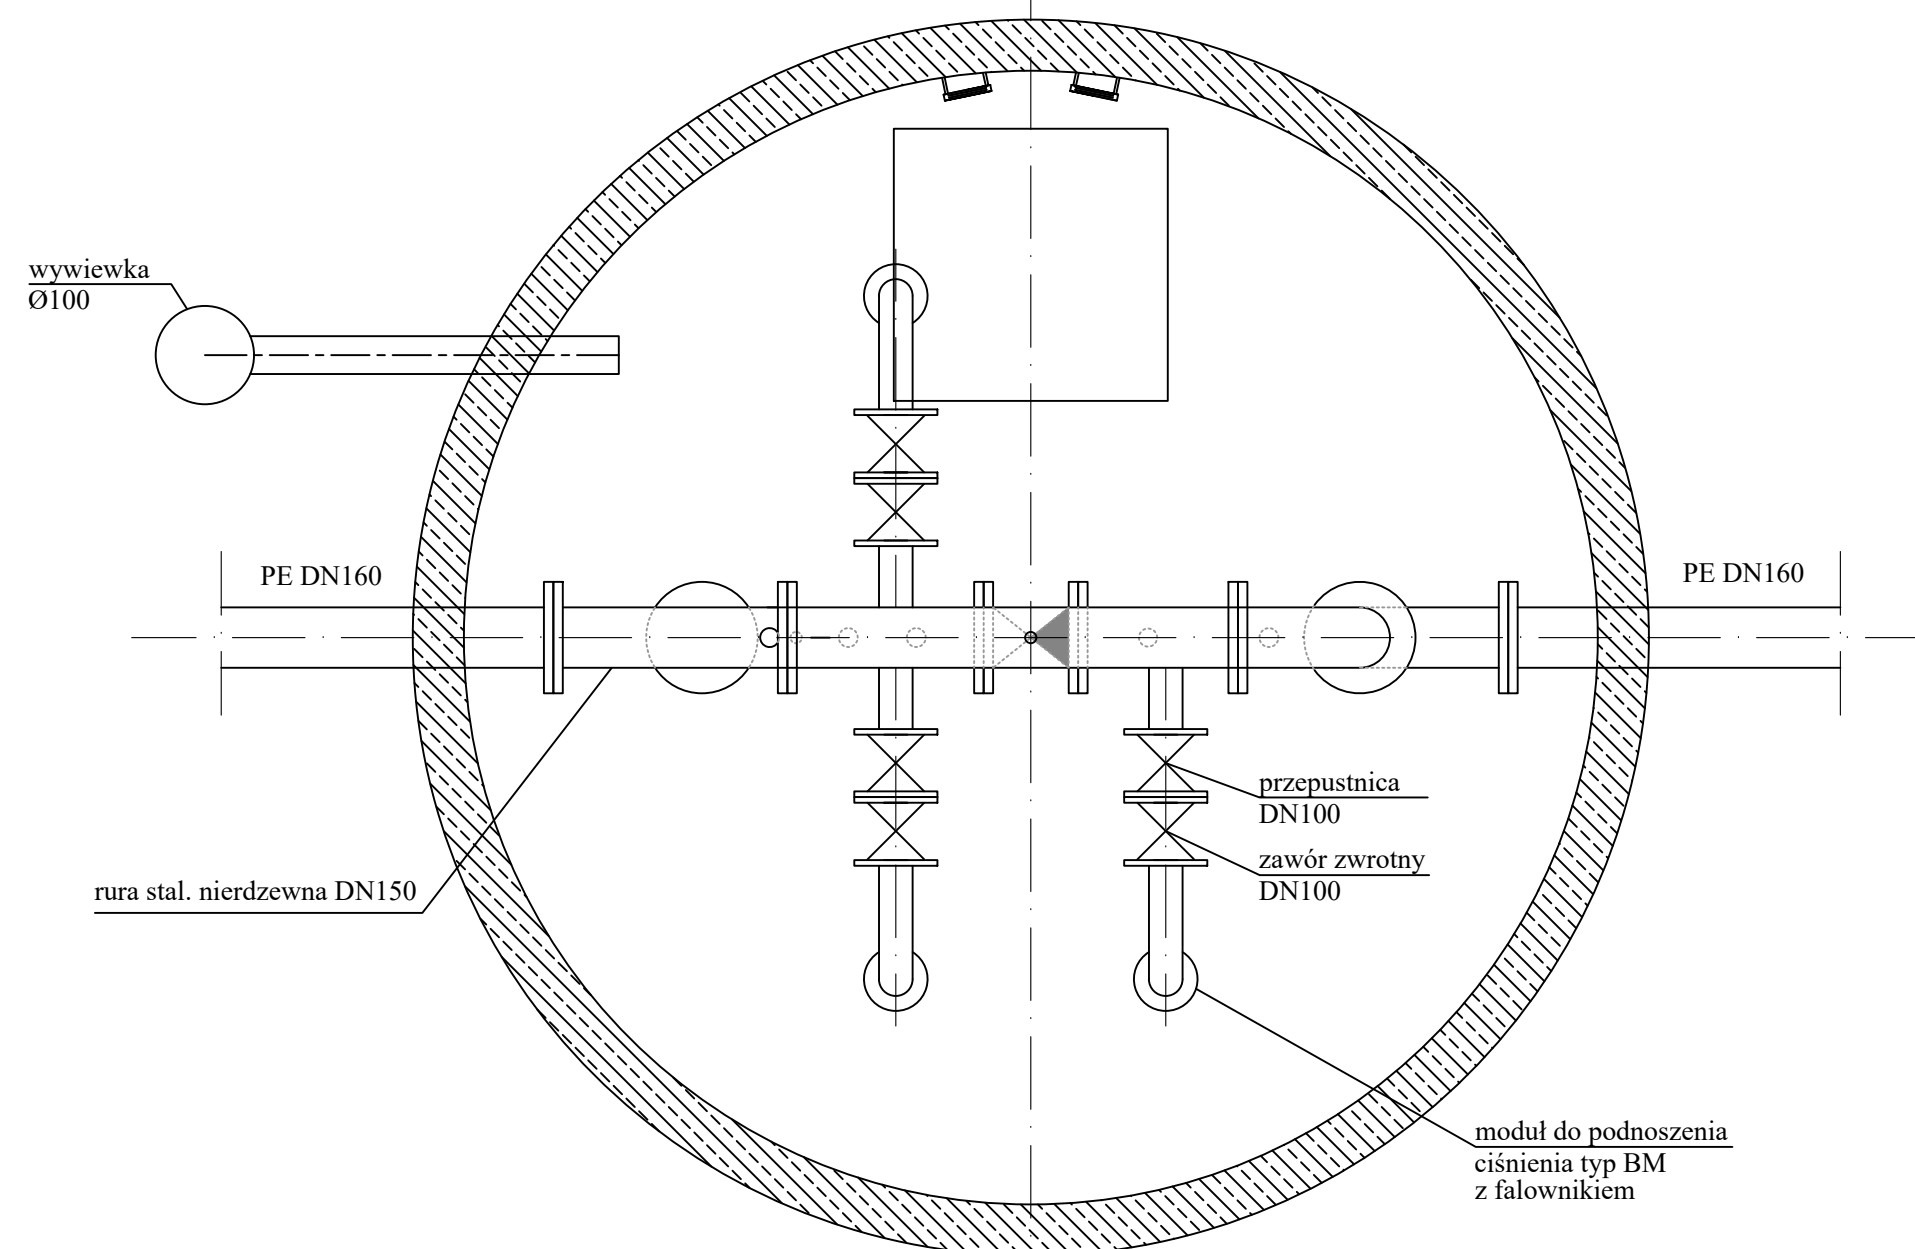 wywiewka
Ø100
PE DN160
PE DN160
przepustnica
DN100
zawór zwrotny
DN100
rura stal. nierdzewna DN150
moduł do podnoszenia
ciśnienia typ BM
z falownikiem